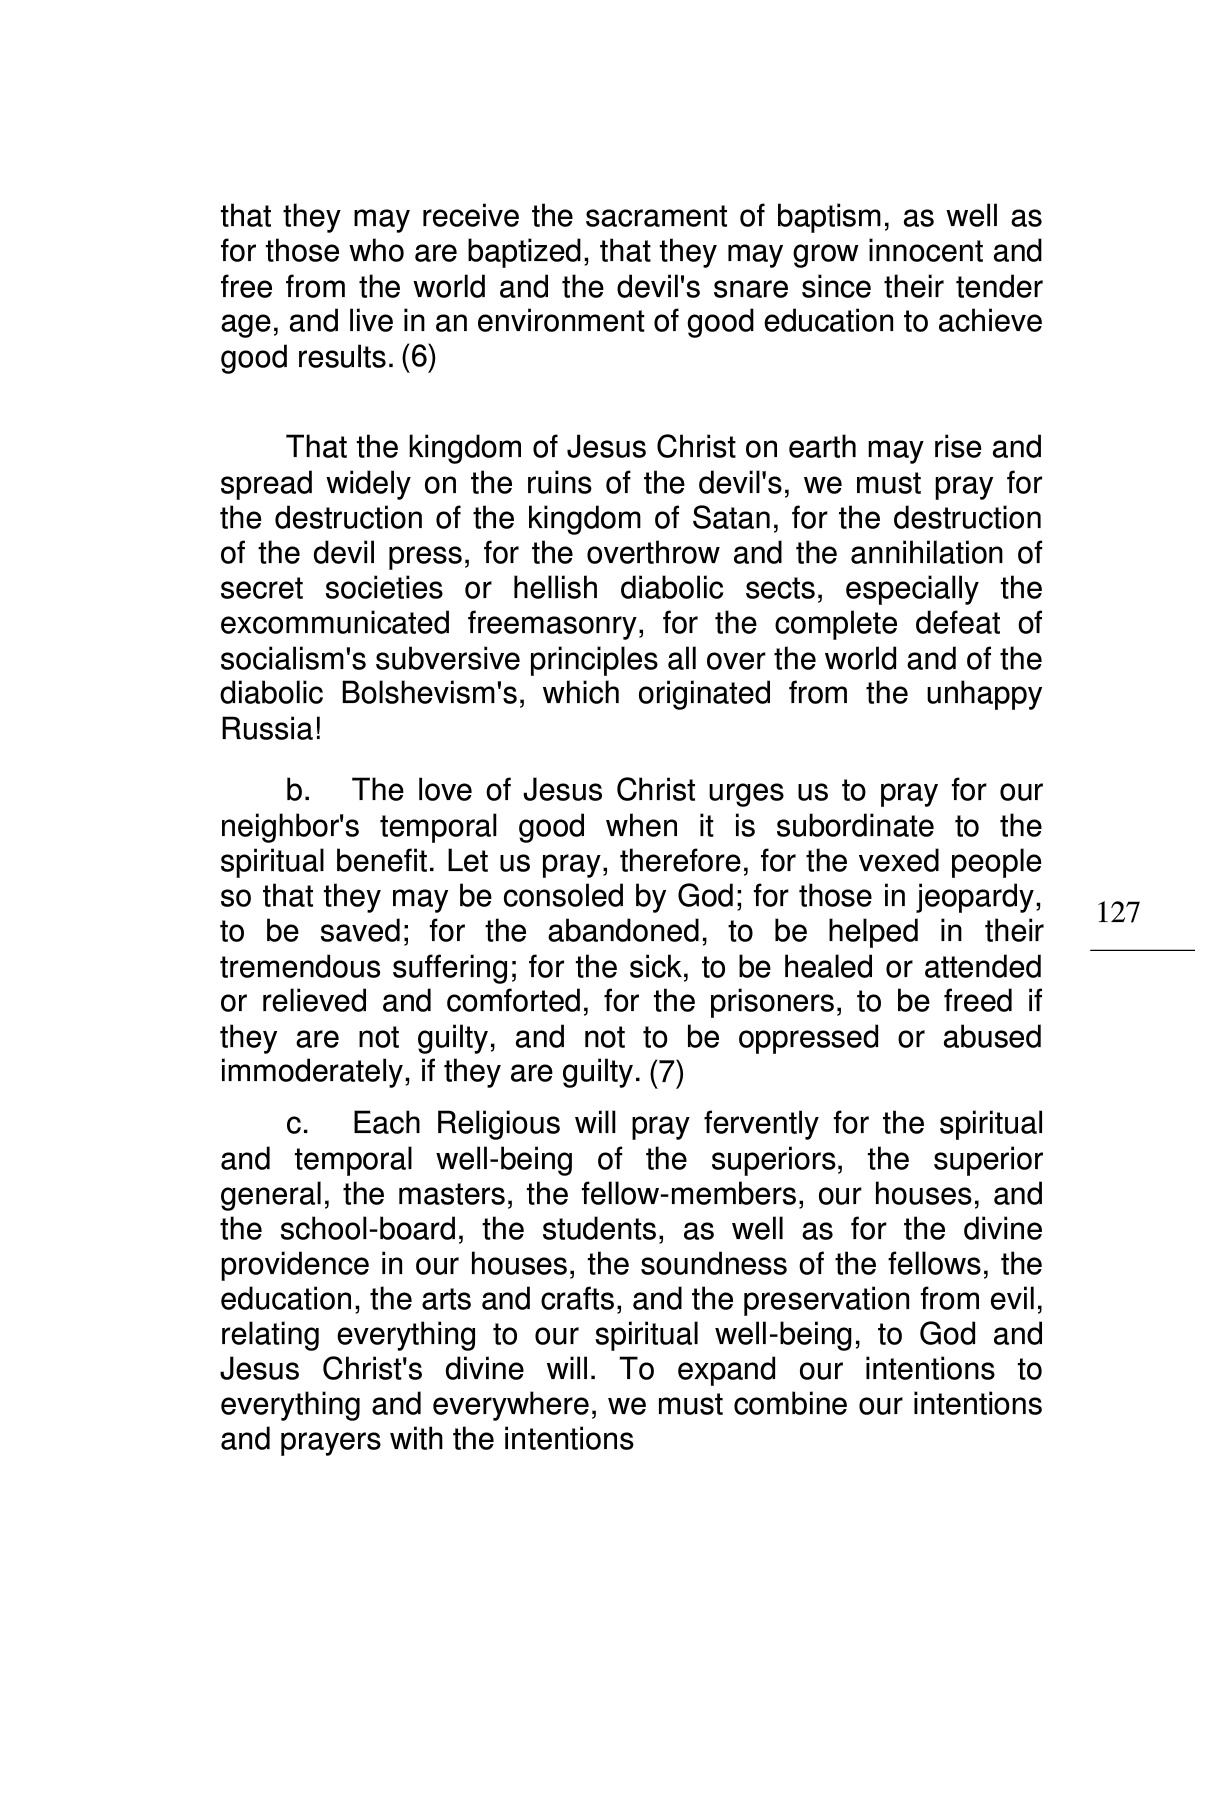 that they may receive the sacrament of baptism, as well as
for those who are baptized, that they may grow innocent and
free from the world and the devil's snare since their tender
age, and live in an environment of good education to achieve
good results. (6)
That the kingdom of Jesus Christ on earth may rise and
spread widely on the ruins of the devil's, we must pray for
the destruction of the kingdom of Satan, for the destruction
of the devil press, for the overthrow and the annihilation of
secret societies or hellish diabolic sects, especially the
excommunicated freemasonry, for the complete defeat of
socialism's subversive principles all over the world and of the
diabolic Bolshevism's, which originated from the unhappy
Russia!
b. The love of Jesus Christ urges us to pray for our
neighbor's temporal good when it is subordinate to the
spiritual benefit. Let us pray, therefore, for the vexed people
so that they may be consoled by God; for those in jeopardy,
to be saved; for the abandoned, to be helped in their
tremendous suffering; for the sick, to be healed or attended
or relieved and comforted, for the prisoners, to be freed if
they are not guilty, and not to be oppressed or abused
immoderately, if they are guilty. (7)
c. Each Religious will pray fervently for the spiritual
and temporal well-being of the superiors, the superior
general, the masters, the fellow-members, our houses, and
the school-board, the students, as well as for the divine
providence in our houses, the soundness of the fellows, the
education, the arts and crafts, and the preservation from evil,
relating everything to our spiritual well-being, to God and
Jesus Christ's divine will. To expand our intentions to
everything and everywhere, we must combine our intentions
and prayers with the intentions
127